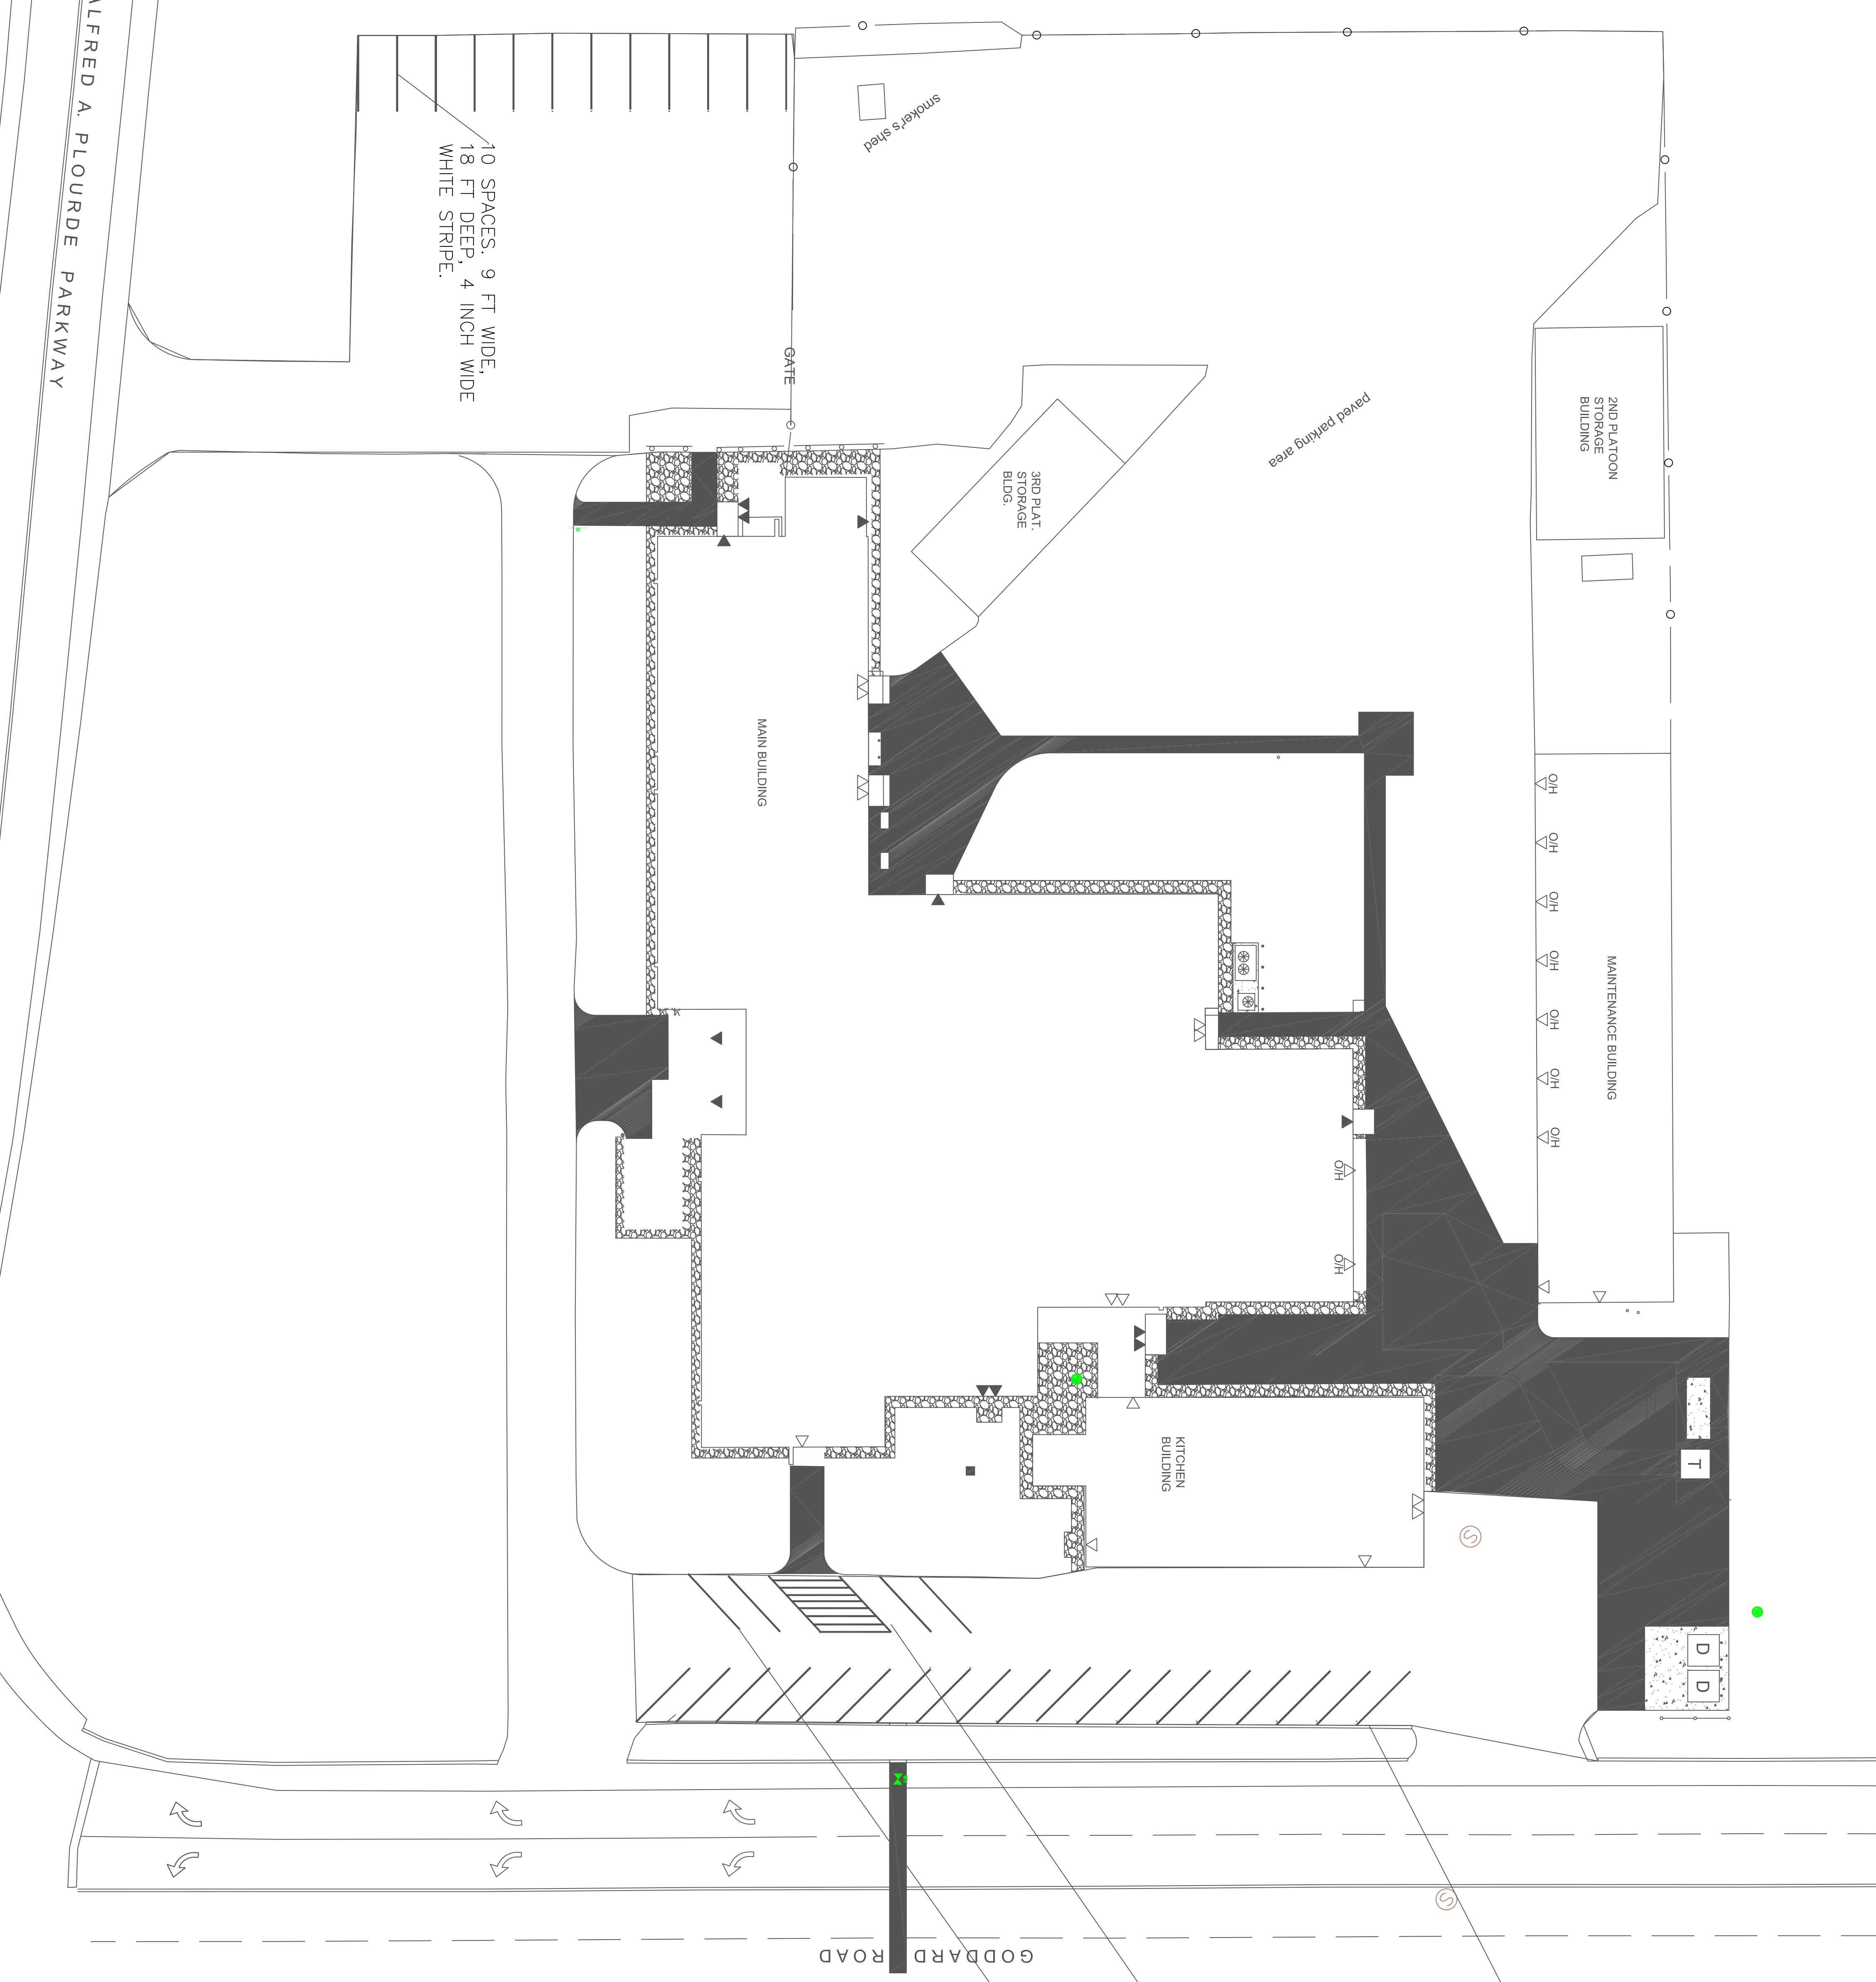 ALFRED A. PLOURDE PARKWAY
10 SPACES. 9 FT WIDE,
18 FT DEEP, 4 INCH WIDE
WHITE STRIPE.
smoker's shed
GATE
paved parking area
3RD PLAT.
STORAGE
BLDG.
2ND PLATOON
STORAGE
BUILDING
MAIN BUILDING
MAINTENANCE BUILDING
O/H
O/H
O/H
O/H
O/H
O/H
O/H
O/H
O/H
KITCHEN
BUILDING
T
S
D
D
S
GODDARD ROAD